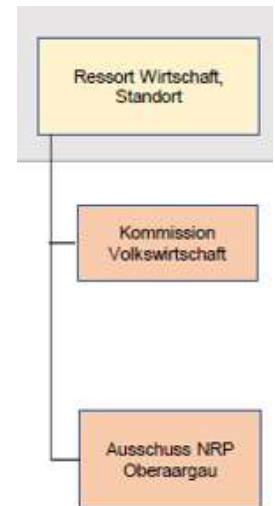 Ressort Wirtschaft,
Standort
Kommission
Volkswirtschaft
Ausschuss NRP
Oberaargau